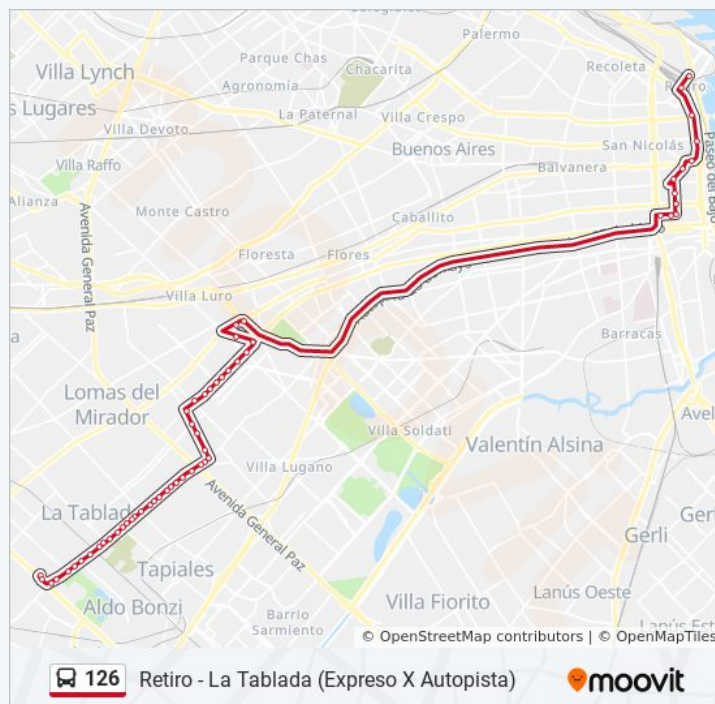 Palermo
Recoleta
Parque Chas
Villa Lynch
Chacarita
Agronomía
Retiro
s Lugares
La Paternal
Villa Crespo
Villa Devoto
San Nicolás
Buenos Aires
Paseo del Bajo
Villa Raffo
Balvanera
Alianza
Avenida General Paz
Monte Castro
Caballito
Floresta
Flores
Villa Luro
Barracas
Lomas del
Mirador
Avel
Villa Soldati
Valentín Alsina
Villa Lugano
La Tablada
Avenida General Paz
Ger
Gerli
Tapiales
Aldo Bonzi
Lanús Oeste
Villa Fiorito
Barrio
Sarmiento
Lanús Est
© OpenStreetMap contributors | © OpenMapTiles
126 Retiro - La Tablada (Expreso X Autopista)
moovit